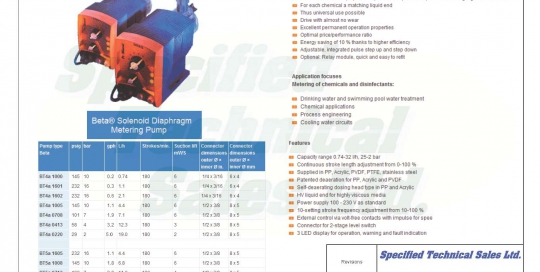 For each chemical a matching liquid end
Thus universal use possible
Drive with almost no wear
Excellent permanent operation properties
Optimal price/performance ratio
Energy saving of 10 % thanks to higher efficiency
Adjustable, integrated pulse step up and step down
Optional: Relay module, quick and easy to refit
Application focuses
Metering of chemicals and disinfectants:
Drinking water and swimming pool water treatment
Chemical applications
Process engineering
Cooling water circuits
Beta® Solenoid Diaphragm
Metering Pump
Features
Capacity range 0.74-32 l/h, 25-2 bar
Continuous stroke length adjustment from 0-100 %
Supplied in PP, Acrylic, PVDF, PTFE, stainless steel
Patented deaeration for PP, Acrylic and PVDF
Self-deaerating dosing head type in PP and Acrylic
HV liquid end for highly viscous media
Power supply 100 - 230 V as standard
10-setting stroke frequency adjustment from 10-100 %
External control via volt-free contacts with impulse for spes
Connector for 2-stage level switch
3 LED display for operation, warning and fault indication
Pump type psig bar gph L/h Strokes/min. Suction lift Connector Connector
Beta mWS dimensions dimensions
outer Ø x outer Ø x
inner Ø in. inner Ø mm
BT4a 1000 145 10 0.2 0.74 180 6 1/4 x 3/16 6 x 4
BT4a 1601 232 16 0.3 1.1 180 6 1/4 x 3/16 6 x 4
BT4a 1602 232 16 0.6 2.1 180 6 1/4 x 3/16 6 x 4
BT4a 1005 145 10 1.1 4.4 180 6 1/2 x 3/8 8 x 5
BT4a 0708 101 7 1.9 7.1 180 6 1/2 x 3/8 8 x 5
BT4a 0413 58 4 3.2 12.3 180 3 1/2 x 3/8 8 x 5
BT4a 0220 29 2 5.0 19.0 180 2 1/2 x 3/8
BT5a 1605 232 16 1.1 4.4 180 6 1/2 x 3/8 8 x 5
BT5a 1008 145 10 1.8 6.8 180 6 1/2 x 3/8 8 x 5
Revisions
Specified Technical Sales Ltd.